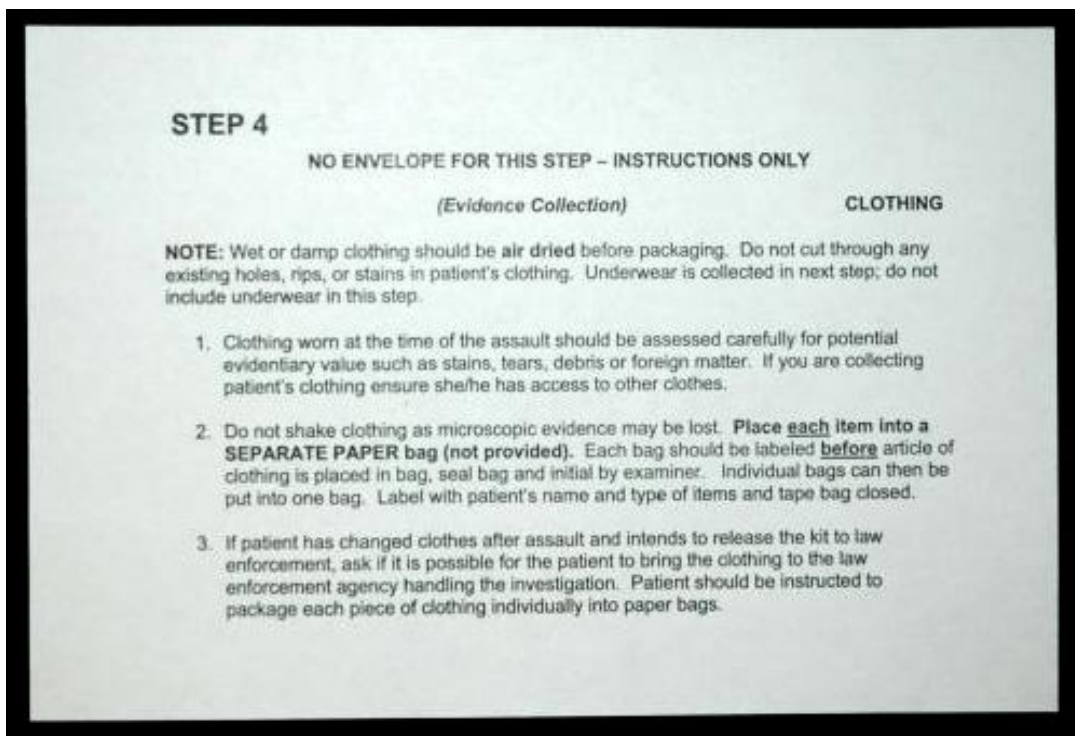 STEP 4
NO ENVELOPE FOR THIS STEP – INSTRUCTIONS ONLY
(Evidence Collection) CLOTHING
NOTE: Wet or damp clothing should be air dried before packaging. Do not cut through any
existing holes, rips, or stains in patient's clothing. Underwear is collected in next step; do not
include underwear in this step.
1. Clothing worn at the time of the assault should be assessed carefully for potential
evidentiary value such as stains, tears, debris or foreign matter. If you are collecting
patient's clothing ensure she/he has access to other clothes.
2. Do not shake clothing as microscopic evidence may be lost. Place each item into a
SEPARATE PAPER bag (not provided). Each bag should be labeled before article of
clothing is placed in bag, seal bag and initial by examiner. Individual bags can then be
put into one bag. Label with patient's name and type of items and tape bag closed.
3. If patient has changed clothes after assault and intends to release the kit to law
enforcement, ask if it is possible for the patient to bring the clothing to the law
enforcement agency handling the investigation. Patient should be instructed to
package each piece of clothing individually into paper bags.